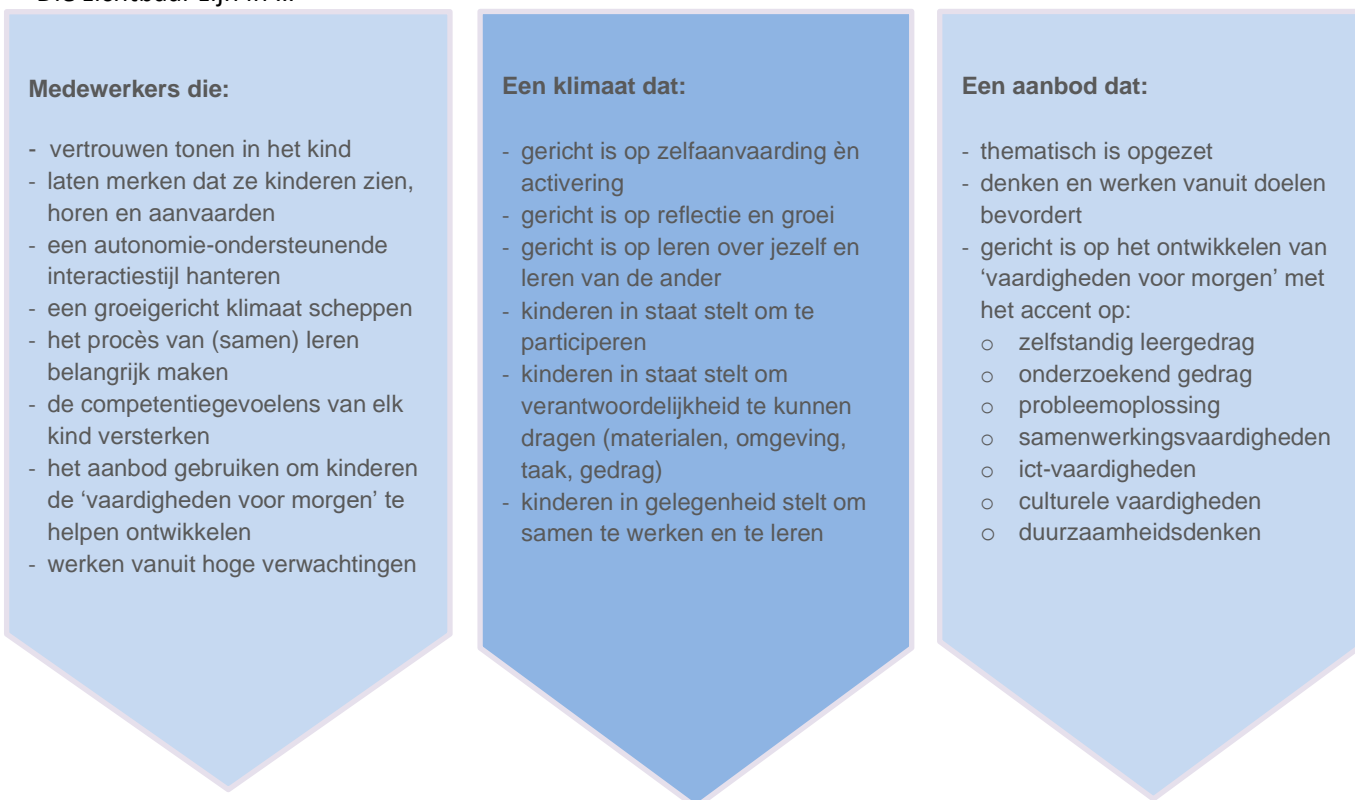 Die zichtbaar zijn in …
Medewerkers die:
- vertrouwen tonen in het kind
- laten merken dat ze kinderen zien,
horen en aanvaarden
- een autonomie-ondersteunende
interactiestijl hanteren
- een groeigericht klimaat scheppen
- het procès van (samen) leren
belangrijk maken
- de competentiegevoelens van elk
kind versterken
- het aanbod gebruiken om kinderen
de ‘vaardigheden voor morgen’ te
helpen ontwikkelen
- werken vanuit hoge verwachtingen
Een klimaat dat:
- gericht is op zelfaanvaarding èn
activering
- gericht is op reflectie en groei
- gericht is op leren over jezelf en
leren van de ander
- kinderen in staat stelt om te
participeren
- kinderen in staat stelt om
verantwoordelijkheid te kunnen
dragen (materialen, omgeving,
taak, gedrag)
- kinderen in gelegenheid stelt om
samen te werken en te leren
Een aanbod dat:
- thematisch is opgezet
- denken en werken vanuit doelen
bevordert
- gericht is op het ontwikkelen van
‘vaardigheden voor morgen’ met
het accent op:
o zelfstandig leergedrag
o onderzoekend gedrag
o probleemoplossing
o samenwerkingsvaardigheden
o ict-vaardigheden
o culturele vaardigheden
o duurzaamheidsdenken